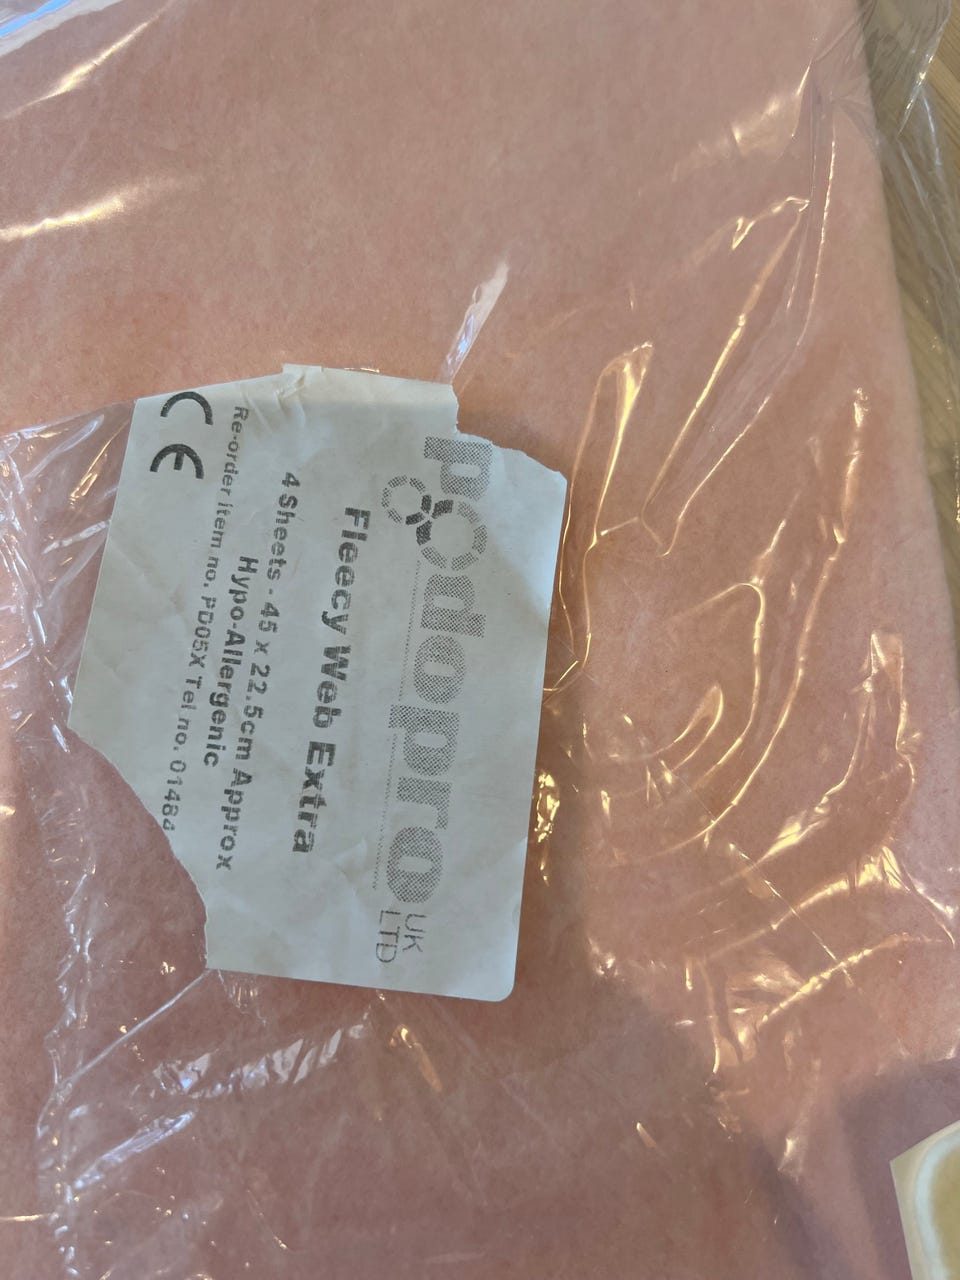 podopro UK LTD
Fleecy Web Extra
4 Sheets - 45 x 22.5cm Approx
Hypo-Allergenic
Re-order item no. PD05X Tel no. 01484
CE